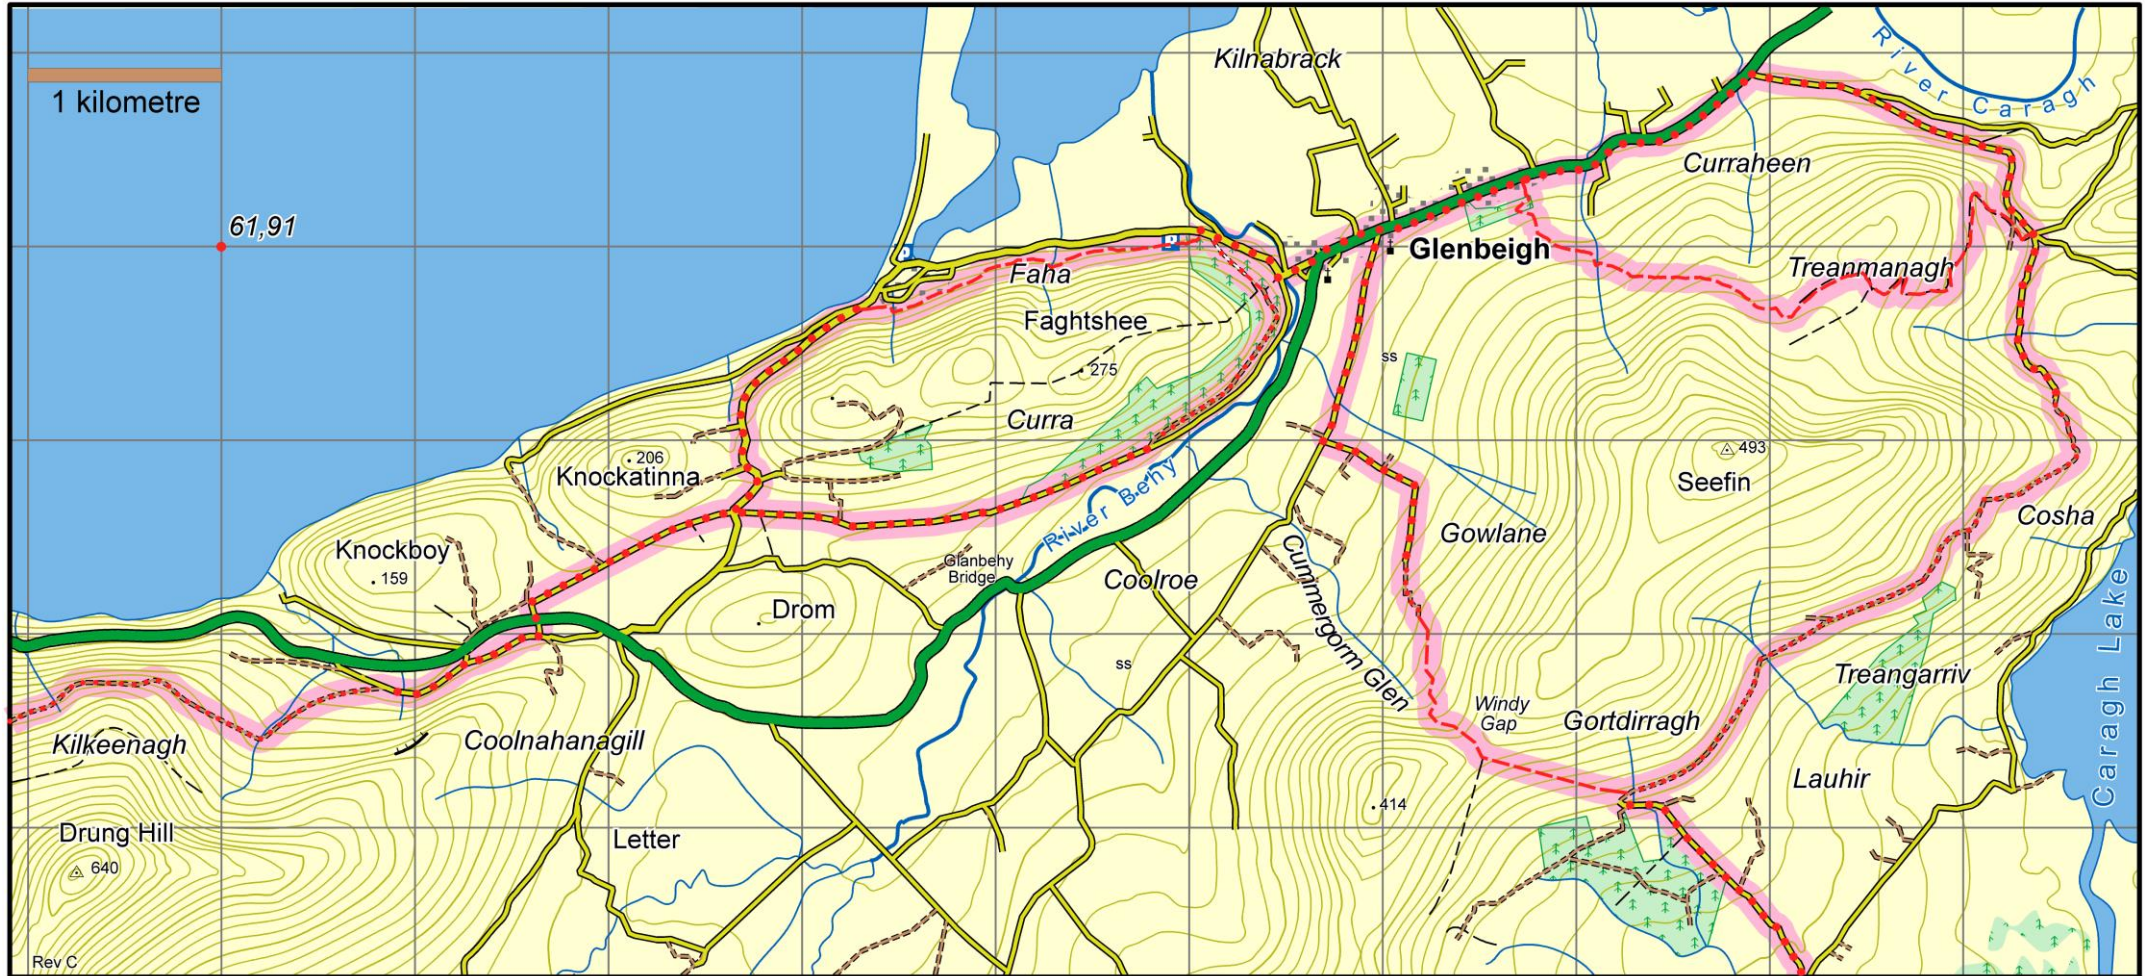 Kilnabrack
River Caragh
1 kilometre
Curraheen
61,91
P
P
Glenbeigh
Faha
Treanmanagh
Faghtshee
ss
275
Curra
493
206
Knockatinna
Seefin
River Behy
Cosha
Gowlane
Knockboy
159
Glanbehy
Bridge
Coolroe
Cummergorm Glen
Drom
Caragh Lake
ss
Treangarriv
Windy
Gap
Gortdirragh
Kilkeenagh
Coolnahanagill
Lauhir
414
Drung Hill
Letter
640
Rev C